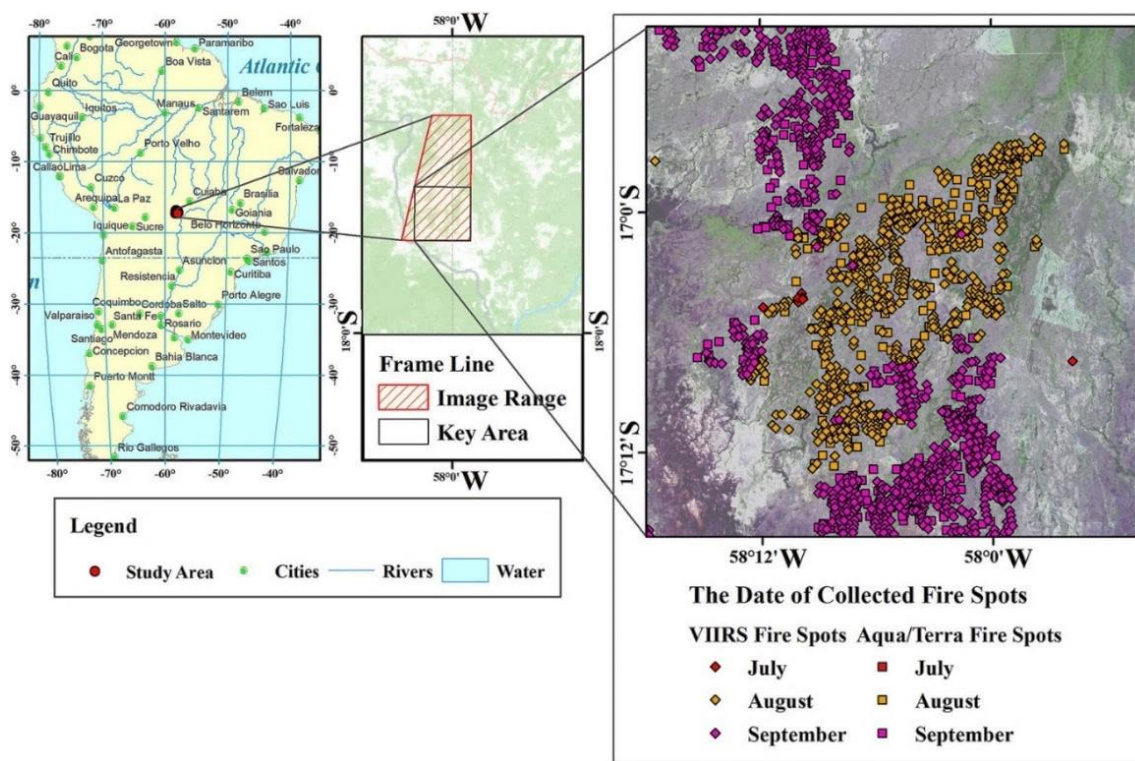 -80° -70° -60° -50° -40°
Bogota
Georgetown
Paramaribo
Cali
Boa Vista
Atlantic
Quito
0°
Belem
Iquitos
Manaus
Santarem
Sao Luis
Guayaquil
Fortaleza
Trujillo
Porto Velho
Chimbote
-10°
Callao
Lima
Cuzco
Salvador
Cuiaba
Brasilia
Arequipa
La Paz
Goiania
Iquique
Sucre
Belo Horizonte
-20°
Antofagasta
Asuncion
Sao Paulo
Santos
Resistencia
Curitiba
Porto Alegre
-30°
Coquimbo
Cordoba
Salto
Valparaiso
Santa Fe
Rosario
Santiago
Mendoza
Montevideo
Concepcion
Bahia Blanca
-40°
Puerto Montt
Comodoro Rivadavia
-50°
Rio Gallegos
-80° -70° -60° -50° -40°
58°0' W
18°0' S
18°0' S
Frame Line
Image Range
Key Area
58°0' W
Legend
Study Area
Cities
Rivers
Water
17°0' S
17°12' S
58°12' W
58°0' W
The Date of Collected Fire Spots
VIIRS Fire Spots Aqua/Terra Fire Spots
July July
August August
September September